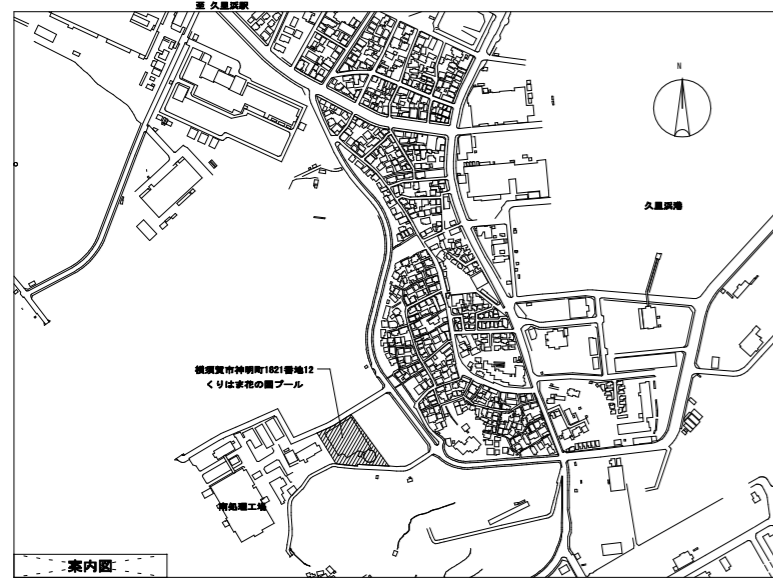 至 久里浜駅
N
久里浜港
横須賀市神明町1621番地12
くりはま花の国プール
南処理工場
案内図